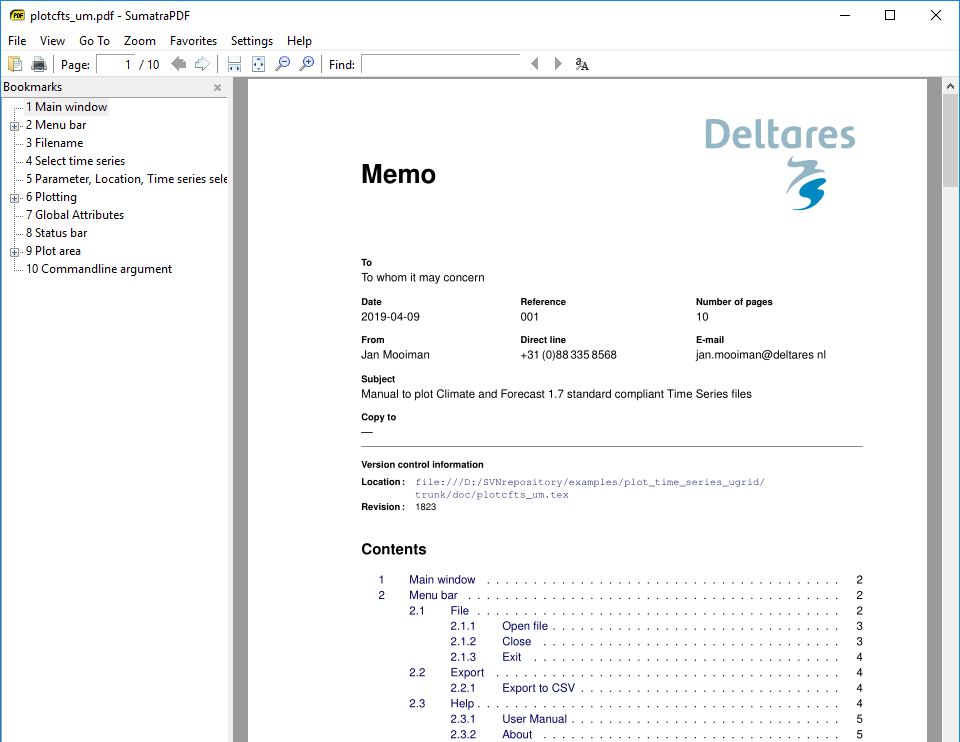 plotcfts_um.pdf - SumatraPDF
File View Go To Zoom Favorites Settings Help
Page: 1 / 10 Find:
Bookmarks
1 Main window
2 Menu bar
3 Filename
4 Select time series
5 Parameter, Location, Time series sele
6 Plotting
7 Global Attributes
8 Status bar
9 Plot area
10 Commandline argument
Deltares
Memo
To
To whom it may concern
Date Reference Number of pages
2019-04-09 001 10
From Direct line E-mail
Jan Mooiman +31 (0)88 335 8568 jan.mooiman@deltares nl
Subject
Manual to plot Climate and Forecast 1.7 standard compliant Time Series files
Copy to
—
Version control information
Location : file:///D:/SVNrepository/examples/plot_time_series_ugrid/
trunk/doc/plotcfts_um.tex
Revision : 1823
Contents
1 Main window . . . . . . . . . . . . . . . . . . . . . . . . . . . . . . . . . . . . . . 2
2 Menu bar . . . . . . . . . . . . . . . . . . . . . . . . . . . . . . . . . . . . . . . . 2
2.1 File . . . . . . . . . . . . . . . . . . . . . . . . . . . . . . . . . . . . . . . 2
2.1.1 Open file . . . . . . . . . . . . . . . . . . . . . . . . . . . . . . . 3
2.1.2 Close . . . . . . . . . . . . . . . . . . . . . . . . . . . . . . . . 3
2.1.3 Exit . . . . . . . . . . . . . . . . . . . . . . . . . . . . . . . . . 4
2.2 Export . . . . . . . . . . . . . . . . . . . . . . . . . . . . . . . . . . . . . 4
2.2.1 Export to CSV . . . . . . . . . . . . . . . . . . . . . . . . . . . . 4
2.3 Help . . . . . . . . . . . . . . . . . . . . . . . . . . . . . . . . . . . . . . . 4
2.3.1 User Manual . . . . . . . . . . . . . . . . . . . . . . . . . . . . . 5
2.3.2 About . . . . . . . . . . . . . . . . . . . . . . . . . . . . . . . . 5